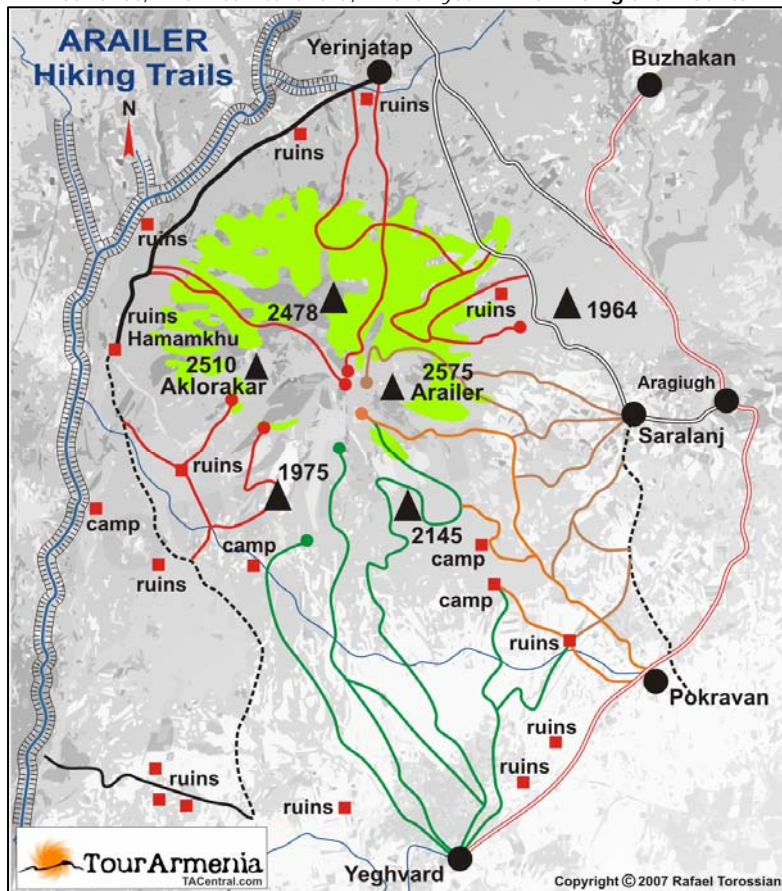 ARAILER
Hiking Trails
N
Yerinjatap
Buzhakan
ruins
ruins
ruins
2478
ruins
1964
ruins
Hamamkhu
2510
Aklorakar
2575
Arailer
Aragiugh
Saralanj
ruins
1975
2145
camp
camp
camp
camp
ruins
ruins
Pokravan
ruins
ruins
ruins
ruins
TourArmenia
TACentral.com
Yeghvard
Copyright © 2007 Rafael Torossian